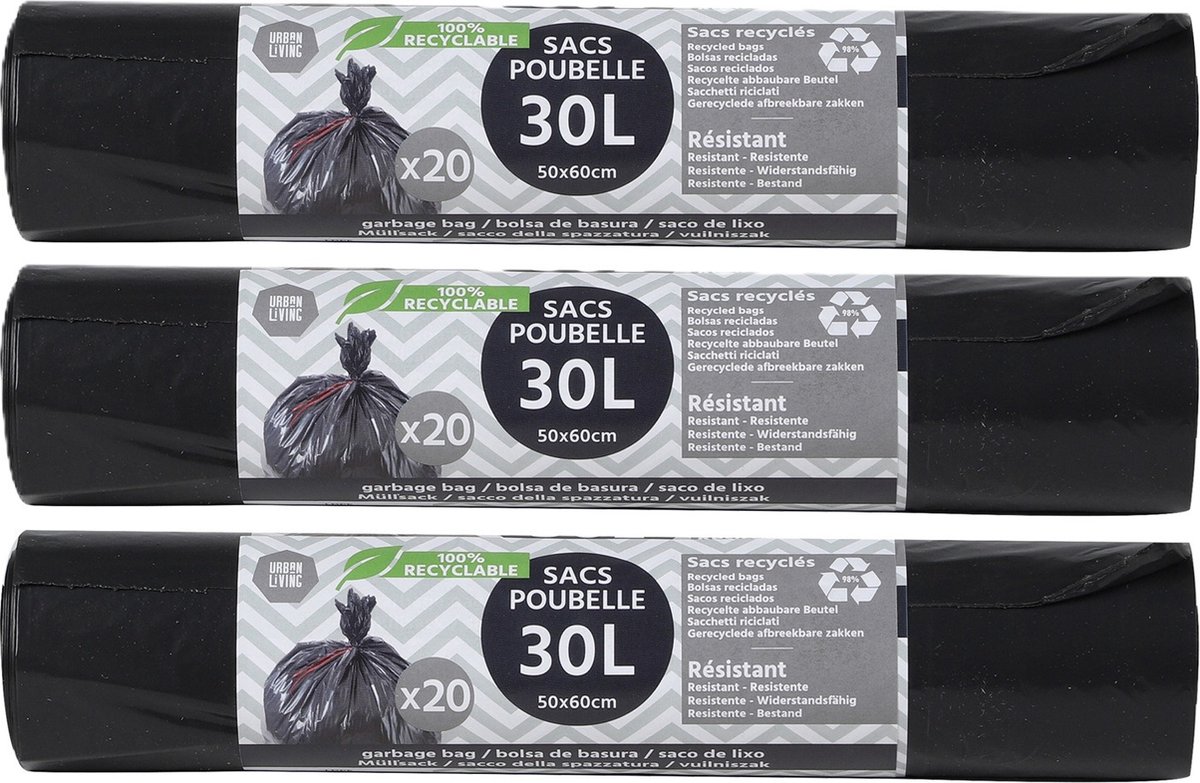 URBAN
LIVING
100%
RECYCLABLE
SACS
POUBELLE
30L
50x60cm
x20
Sacs recyclés
Recycled bags
Bolsas recicladas
Sacos reciclados
Recycelte abbaubare Beutel
Sacchetti riciclati
Gerecyclede afbreekbare zakken
98%
Résistant
Resistant - Resistente
Resistente - Widerstandsfähig
Resistente - Bestand
garbage bag / bolsa de basura / saco de lixo
Müllsack / sacco della spazzatura / vuilniszak
URBAN
LIVING
100%
RECYCLABLE
SACS
POUBELLE
30L
50x60cm
x20
Sacs recyclés
Recycled bags
Bolsas recicladas
Sacos reciclados
Recycelte abbaubare Beutel
Sacchetti riciclati
Gerecyclede afbreekbare zakken
98%
Résistant
Resistant - Resistente
Resistente - Widerstandsfähig
Resistente - Bestand
garbage bag / bolsa de basura / saco de lixo
Müllsack / sacco della spazzatura / vuilniszak
URBAN
LIVING
100%
RECYCLABLE
SACS
POUBELLE
30L
50x60cm
x20
Sacs recyclés
Recycled bags
Bolsas recicladas
Sacos reciclados
Recycelte abbaubare Beutel
Sacchetti riciclati
Gerecyclede afbreekbare zakken
98%
Résistant
Resistant - Resistente
Resistente - Widerstandsfähig
Resistente - Bestand
garbage bag / bolsa de basura / saco de lixo
Müllsack / sacco della spazzatura / vuilniszak